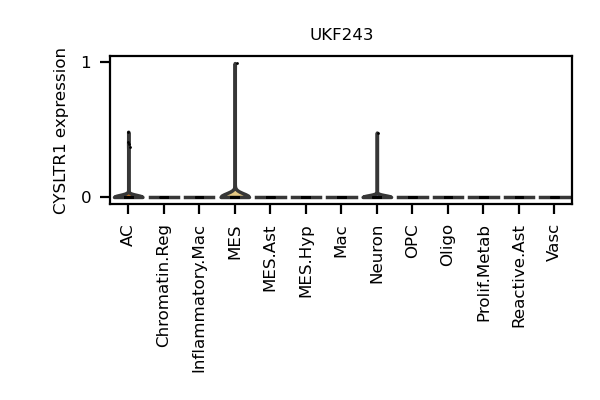 UKF243
CYSLTR1 expression
1
0
AC
Chromatin.Reg
Inflammatory.Mac
MES
MES.Ast
MES.Hyp
Mac
Neuron
OPC
Oligo
Prolif.Metab
Reactive.Ast
Vasc